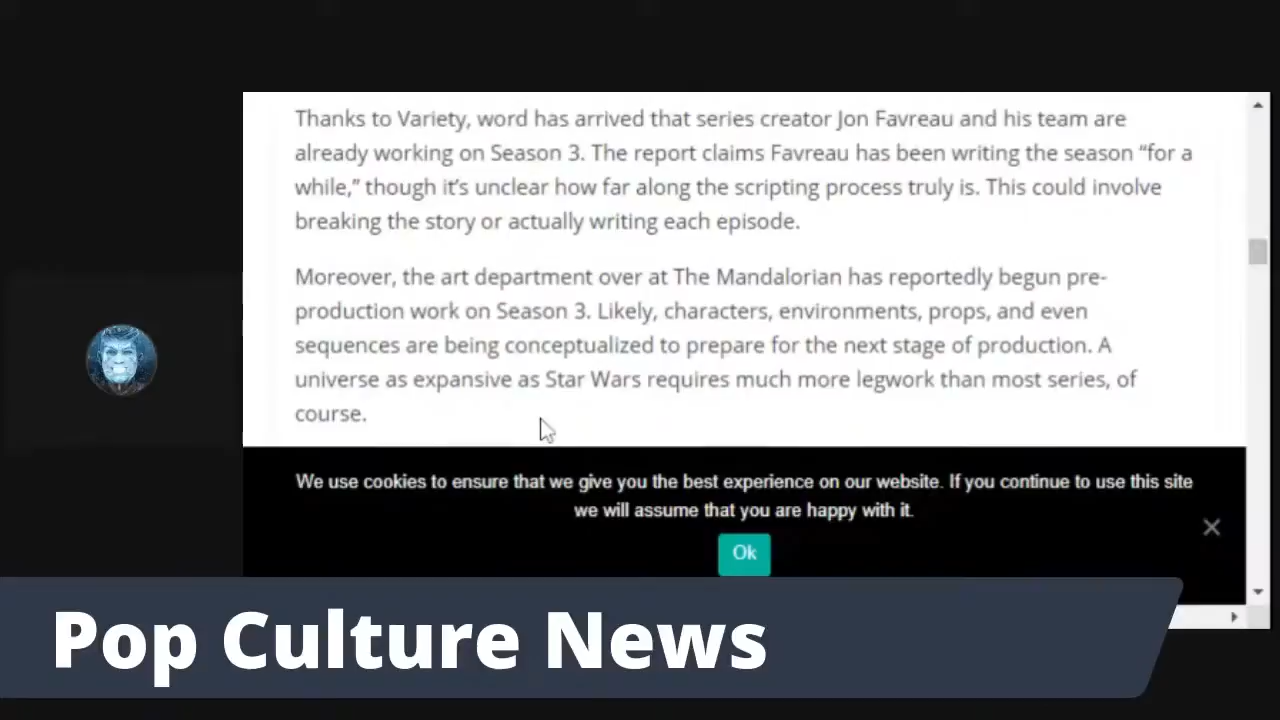 Thanks to Variety, word has arrived that series creator Jon Favreau and his team are
already working on Season 3. The report claims Favreau has been writing the season “for a
while,” though it’s unclear how far along the scripting process truly is. This could involve
breaking the story or actually writing each episode.
Moreover, the art department over at The Mandalorian has reportedly begun pre-
production work on Season 3. Likely, characters, environments, props, and even
sequences are being conceptualized to prepare for the next stage of production. A
universe as expansive as Star Wars requires much more legwork than most series, of
course.
We use cookies to ensure that we give you the best experience on our website. If you continue to use this site
we will assume that you are happy with it.
Ok
Pop Culture News